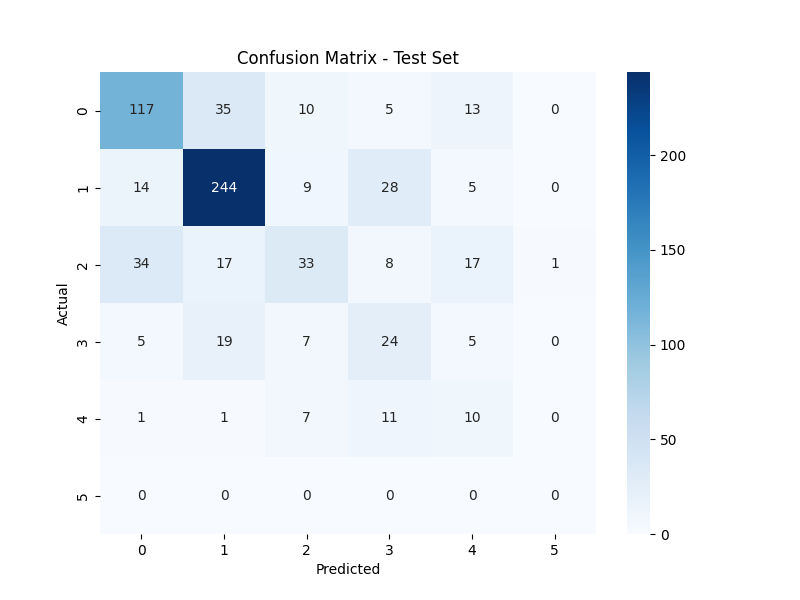 Confusion Matrix - Test Set
0 117 35 10 5 13 0
1 14 244 9 28 5 0
2 34 17 33 8 17 1
3 5 19 7 24 5 0
4 1 1 7 11 10 0
5 0 0 0 0 0 0
0 1 2 3 4 5
Predicted
Actual
200
150
100
50
0